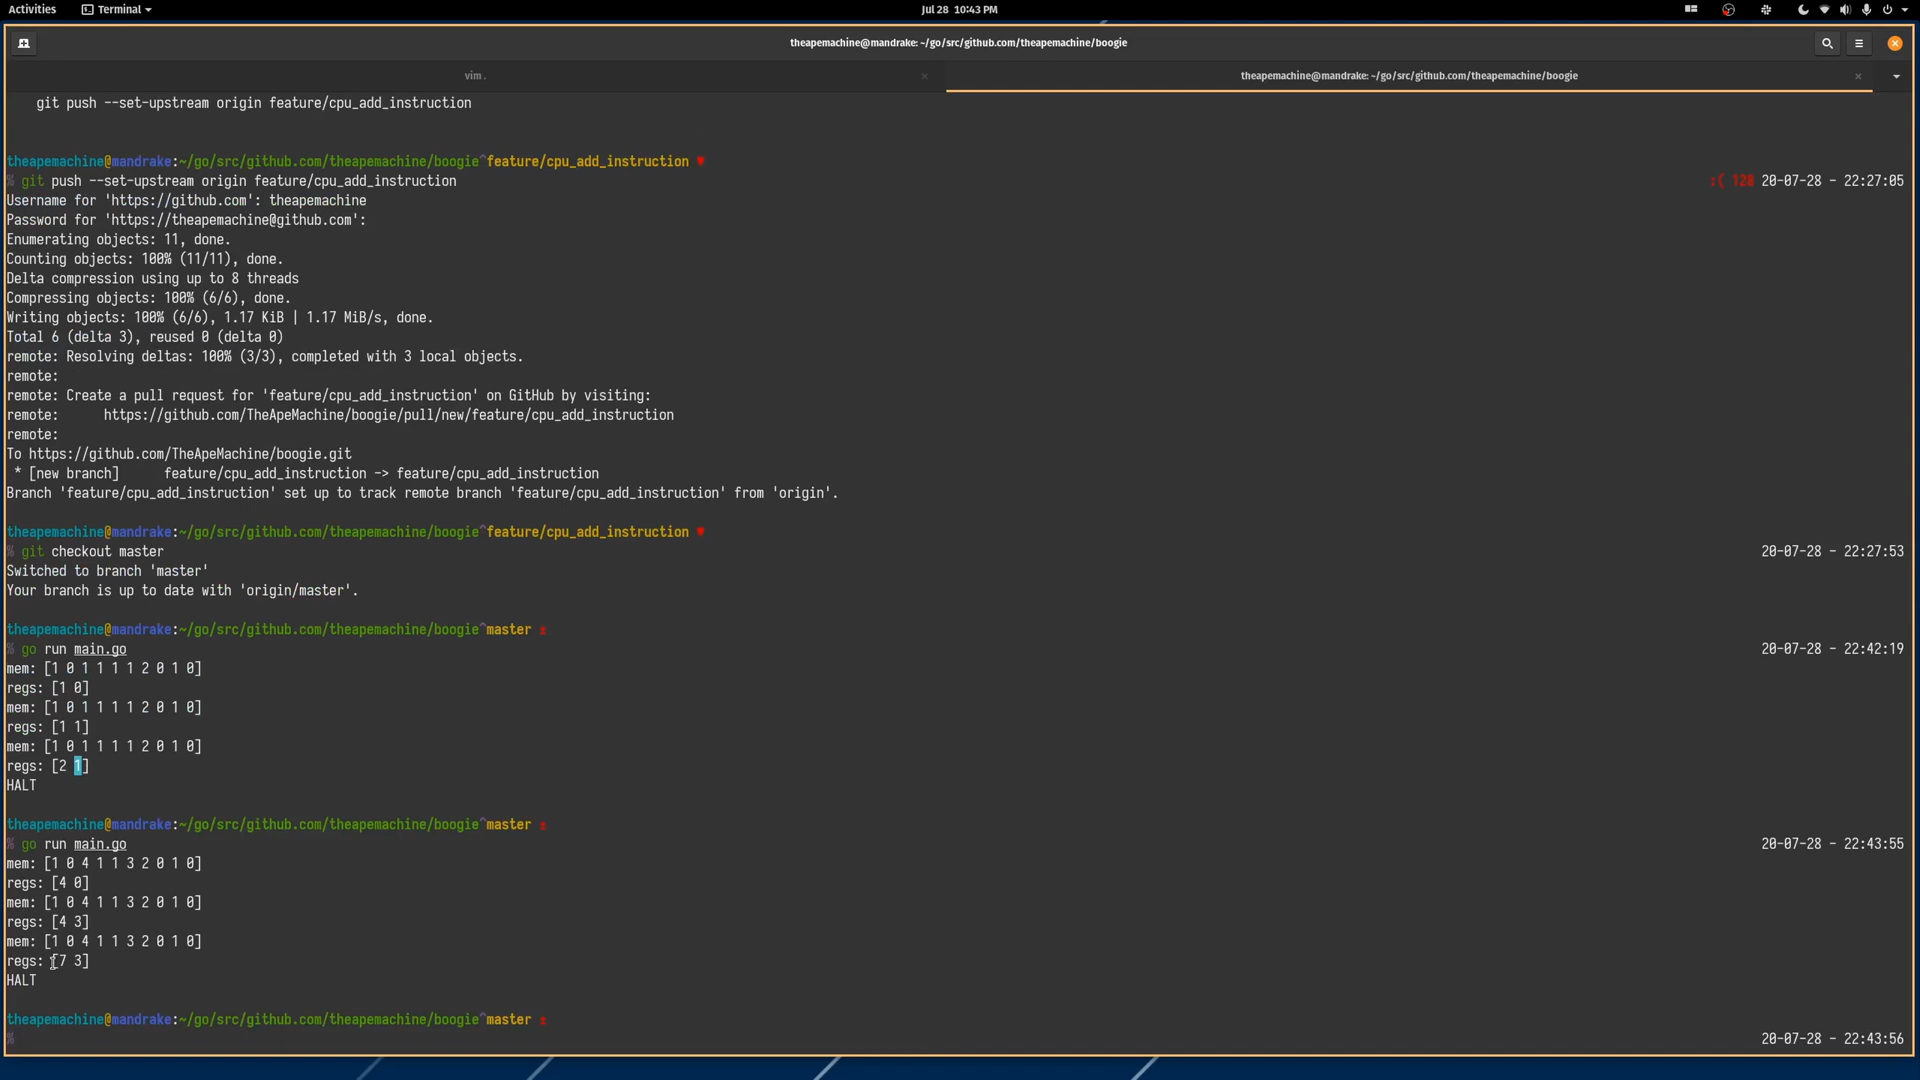 Activities
Terminal
Jul 28 10:43 PM
theapemachine@mandrake: ~/go/src/github.com/theapemachine/boogie
vim .
theapemachine@mandrake: ~/go/src/github.com/theapemachine/boogie
git push --set-upstream origin feature/cpu_add_instruction
theapemachine@mandrake:~/go/src/github.com/theapemachine/boogie^feature/cpu_add_instruction
% git push --set-upstream origin feature/cpu_add_instruction :( 128 20-07-28 - 22:27:05
Username for 'https://github.com': theapemachine
Password for 'https://theapemachine@github.com':
Enumerating objects: 11, done.
Counting objects: 100% (11/11), done.
Delta compression using up to 8 threads
Compressing objects: 100% (6/6), done.
Writing objects: 100% (6/6), 1.17 KiB | 1.17 MiB/s, done.
Total 6 (delta 3), reused 0 (delta 0)
remote: Resolving deltas: 100% (3/3), completed with 3 local objects.
remote:
remote: Create a pull request for 'feature/cpu_add_instruction' on GitHub by visiting:
remote:      https://github.com/TheApeMachine/boogie/pull/new/feature/cpu_add_instruction
remote:
To https://github.com/TheApeMachine/boogie.git
 * [new branch]      feature/cpu_add_instruction -> feature/cpu_add_instruction
Branch 'feature/cpu_add_instruction' set up to track remote branch 'feature/cpu_add_instruction' from 'origin'.
theapemachine@mandrake:~/go/src/github.com/theapemachine/boogie^feature/cpu_add_instruction
% git checkout master 20-07-28 - 22:27:53
Switched to branch 'master'
Your branch is up to date with 'origin/master'.
theapemachine@mandrake:~/go/src/github.com/theapemachine/boogie^master ±
% go run main.go 20-07-28 - 22:42:19
mem: [1 0 1 1 1 1 2 0 1 0]
regs: [1 0]
mem: [1 0 1 1 1 1 2 0 1 0]
regs: [1 1]
mem: [1 0 1 1 1 1 2 0 1 0]
regs: [2 1]
HALT
theapemachine@mandrake:~/go/src/github.com/theapemachine/boogie^master ±
% go run main.go 20-07-28 - 22:43:55
mem: [1 0 4 1 1 3 2 0 1 0]
regs: [4 0]
mem: [1 0 4 1 1 3 2 0 1 0]
regs: [4 3]
mem: [1 0 4 1 1 3 2 0 1 0]
regs: [7 3]
HALT
theapemachine@mandrake:~/go/src/github.com/theapemachine/boogie^master ±
% 20-07-28 - 22:43:56